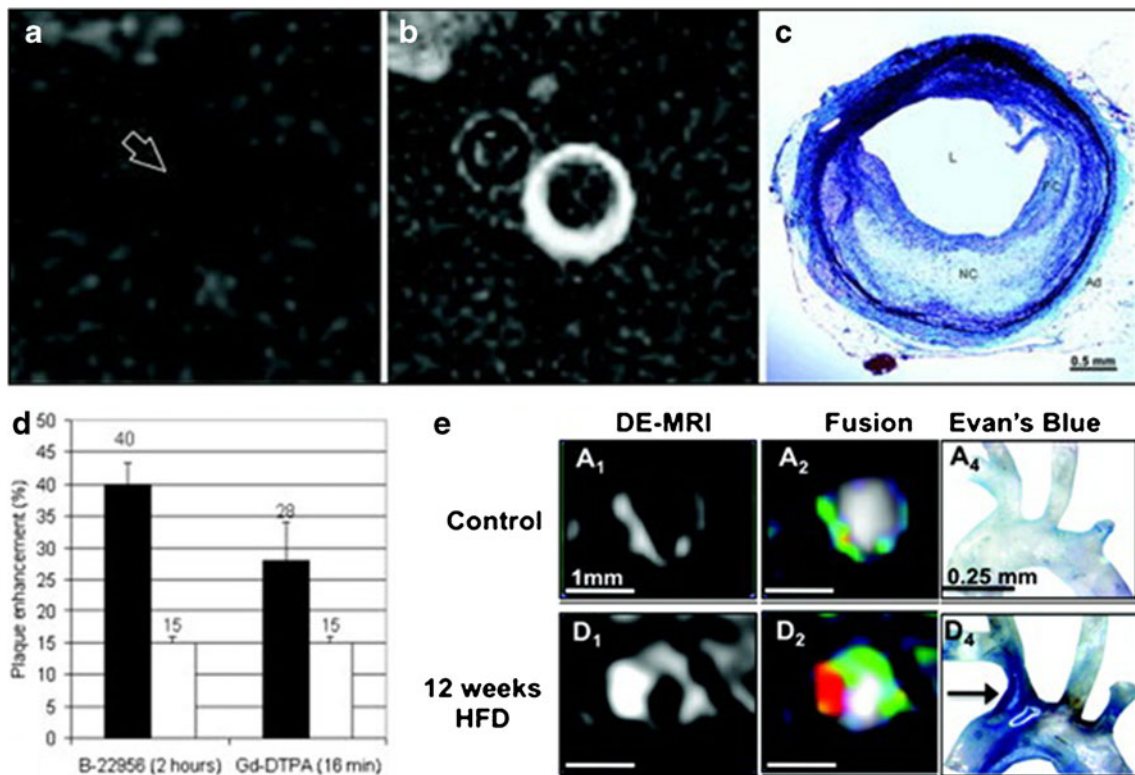 a
b
c
L
FC
NC
Ad
0.5 mm
d
Plaque enhancement (%)
50
45
40
35
30
25
20
15
10
5
0
40
15
28
15
B-22956 (2 hours)
Gd-DTPA (16 min)
e
DE-MRI
Fusion
Evan's Blue
Control
A1
1mm
A2
A4
0.25 mm
12 weeks
HFD
D1
D2
D4